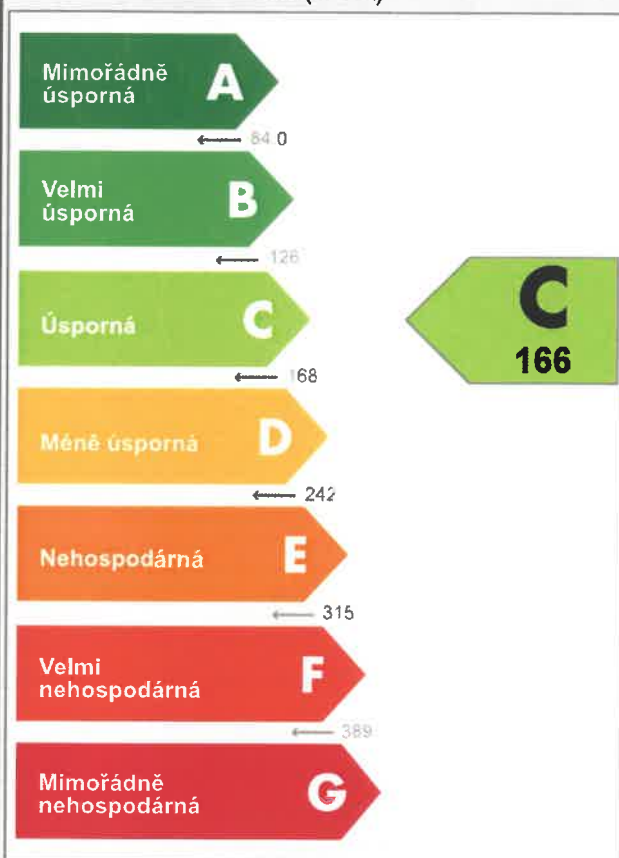 Mimořádně
úsporná
A
84.0
Velmi
úsporná
B
126
Úsporná
C
168
C
166
Méně úsporná
D
242
Nehospodárná
E
315
Velmi
nehospodárná
F
389
Mimořádně
nehospodárná
G